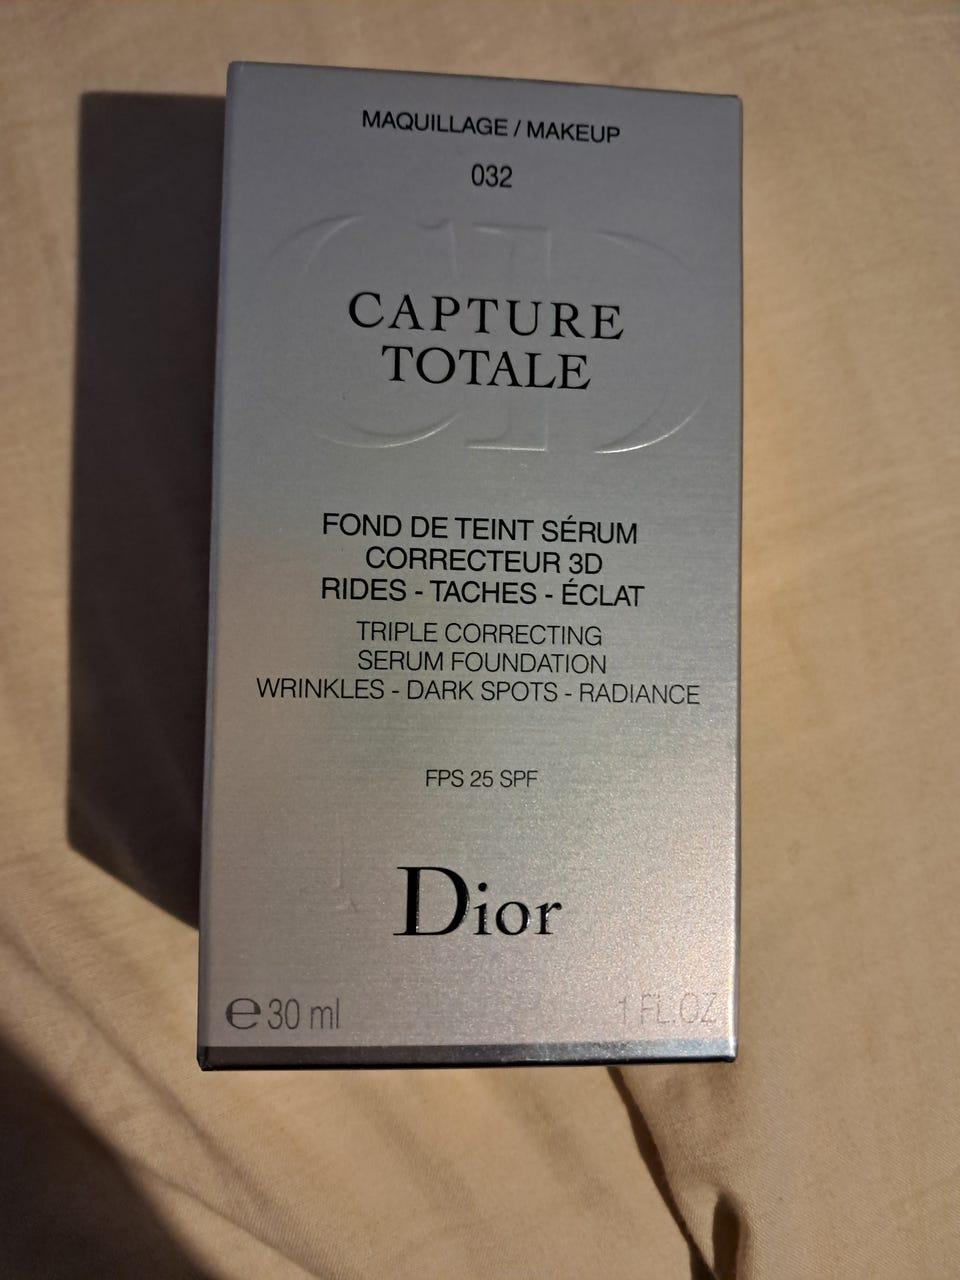 MAQUILLAGE / MAKEUP
032
CD
CAPTURE
TOTALE
FOND DE TEINT SÉRUM
CORRECTEUR 3D
RIDES - TACHES - ÉCLAT
TRIPLE CORRECTING
SERUM FOUNDATION
WRINKLES - DARK SPOTS - RADIANCE
FPS 25 SPF
Dior
℮ 30 ml 1 FL.OZ